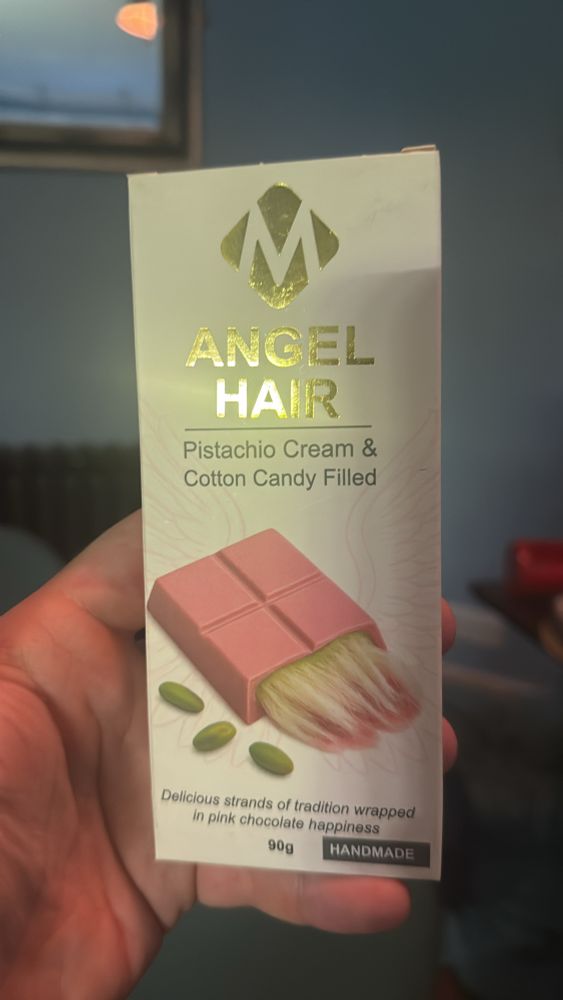 M
ANGEL
HAIR
Pistachio Cream &
Cotton Candy Filled
Delicious strands of tradition wrapped
in pink chocolate happiness
90g HANDMADE